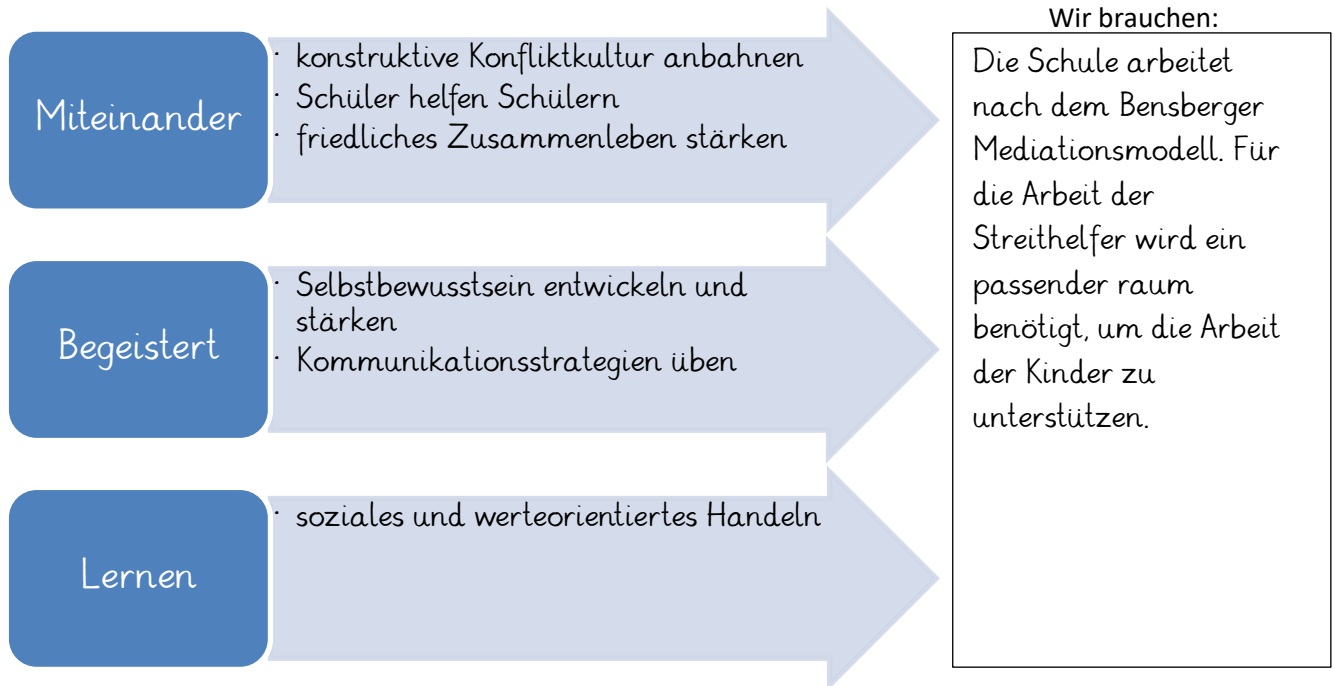 Miteinander
· konstruktive Konfliktkultur anbahnen
· Schüler helfen Schülern
· friedliches Zusammenleben stärken
Begeistert
· Selbstbewusstsein entwickeln und
stärken
· Kommunikationsstrategien üben
Lernen
· soziales und werteorientiertes Handeln
Wir brauchen:
Die Schule arbeitet
nach dem Bensberger
Mediationsmodell. Für
die Arbeit der
Streithelfer wird ein
passender raum
benötigt, um die Arbeit
der Kinder zu
unterstützen.